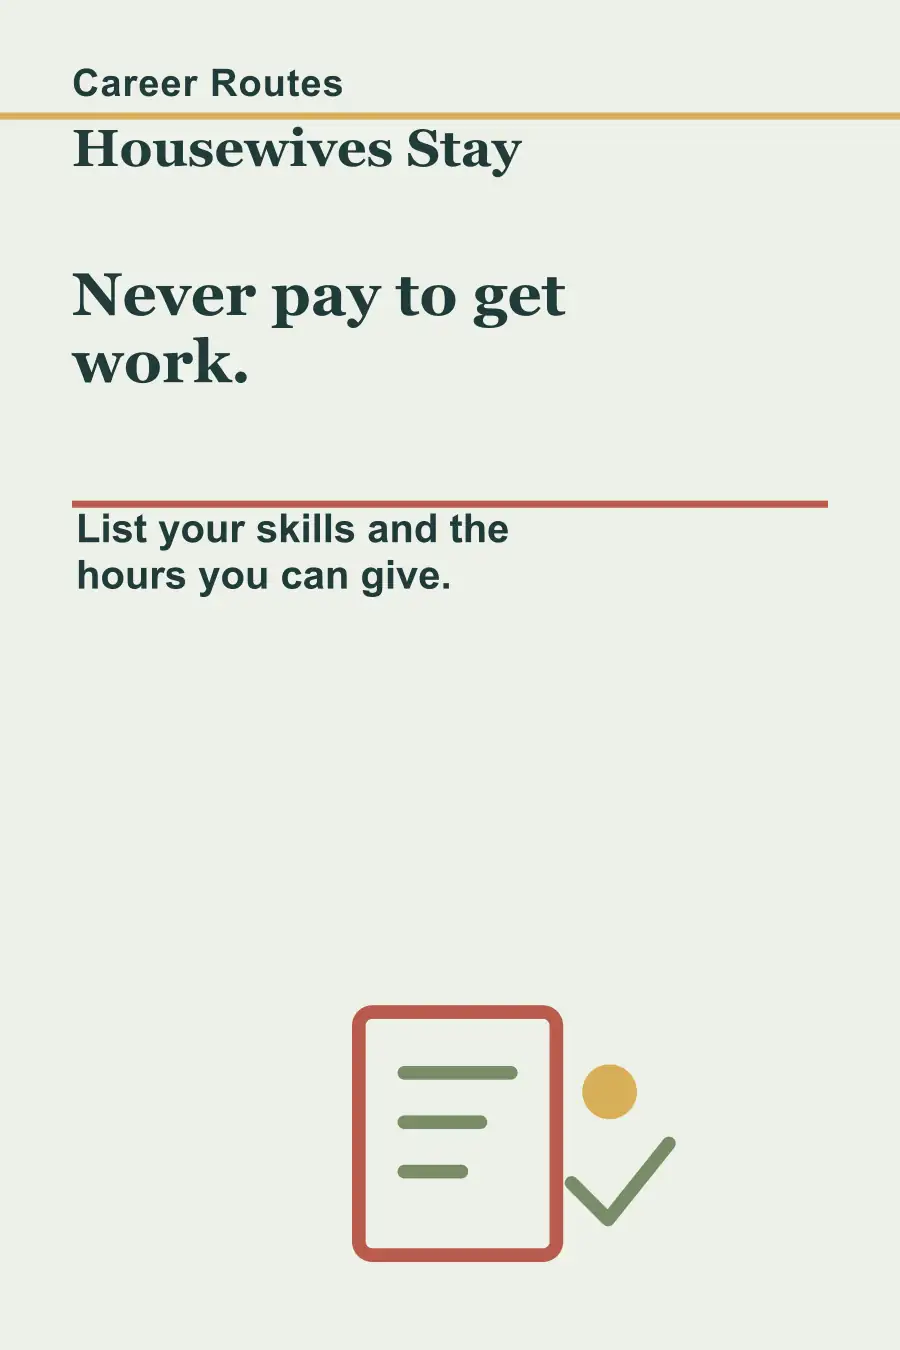 Career Routes
Housewives Stay
Never pay to get
work.
List your skills and the
hours you can give.